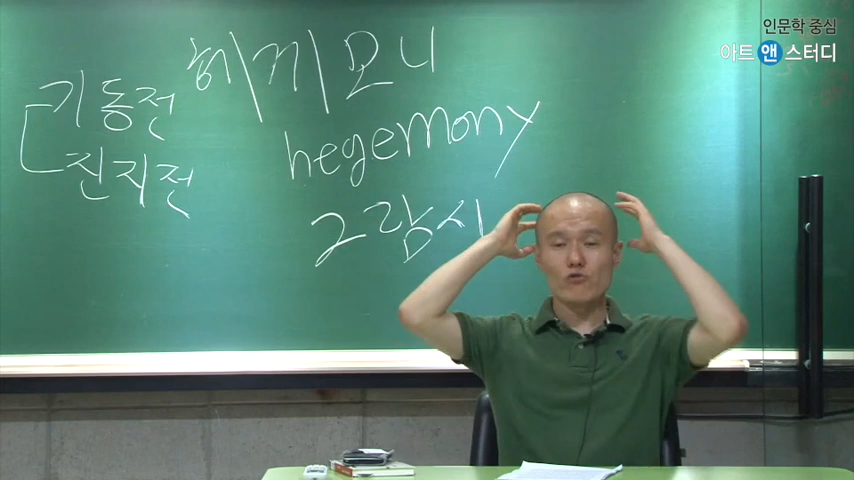 인문학 중심
아트 앤 스터디
헤게모니
hegemony
그람시
기동전
진지전